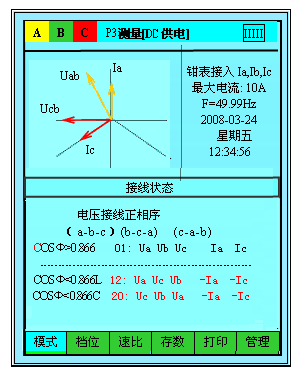 A B C P3测量[DC供电]
Ia
Uab
Ucb
Ic
钳表接入 Ia,Ib,Ic
最大电流: 10A
F=49.99Hz
2008-03-24
星期五
12:34:56
接线状态
电压接线正相序
( a-b-c ) (b-c-a) (c-a-b)
COSΦ>0.866 01: Ua Ub Uc Ia Ic
COSΦ<0.866L 12: Ua Uc Ub -Ia -Ic
COSΦ<0.866C 20: Uc Ub Ua -Ia -Ic
模式 档位 速比 存数 打印 管理